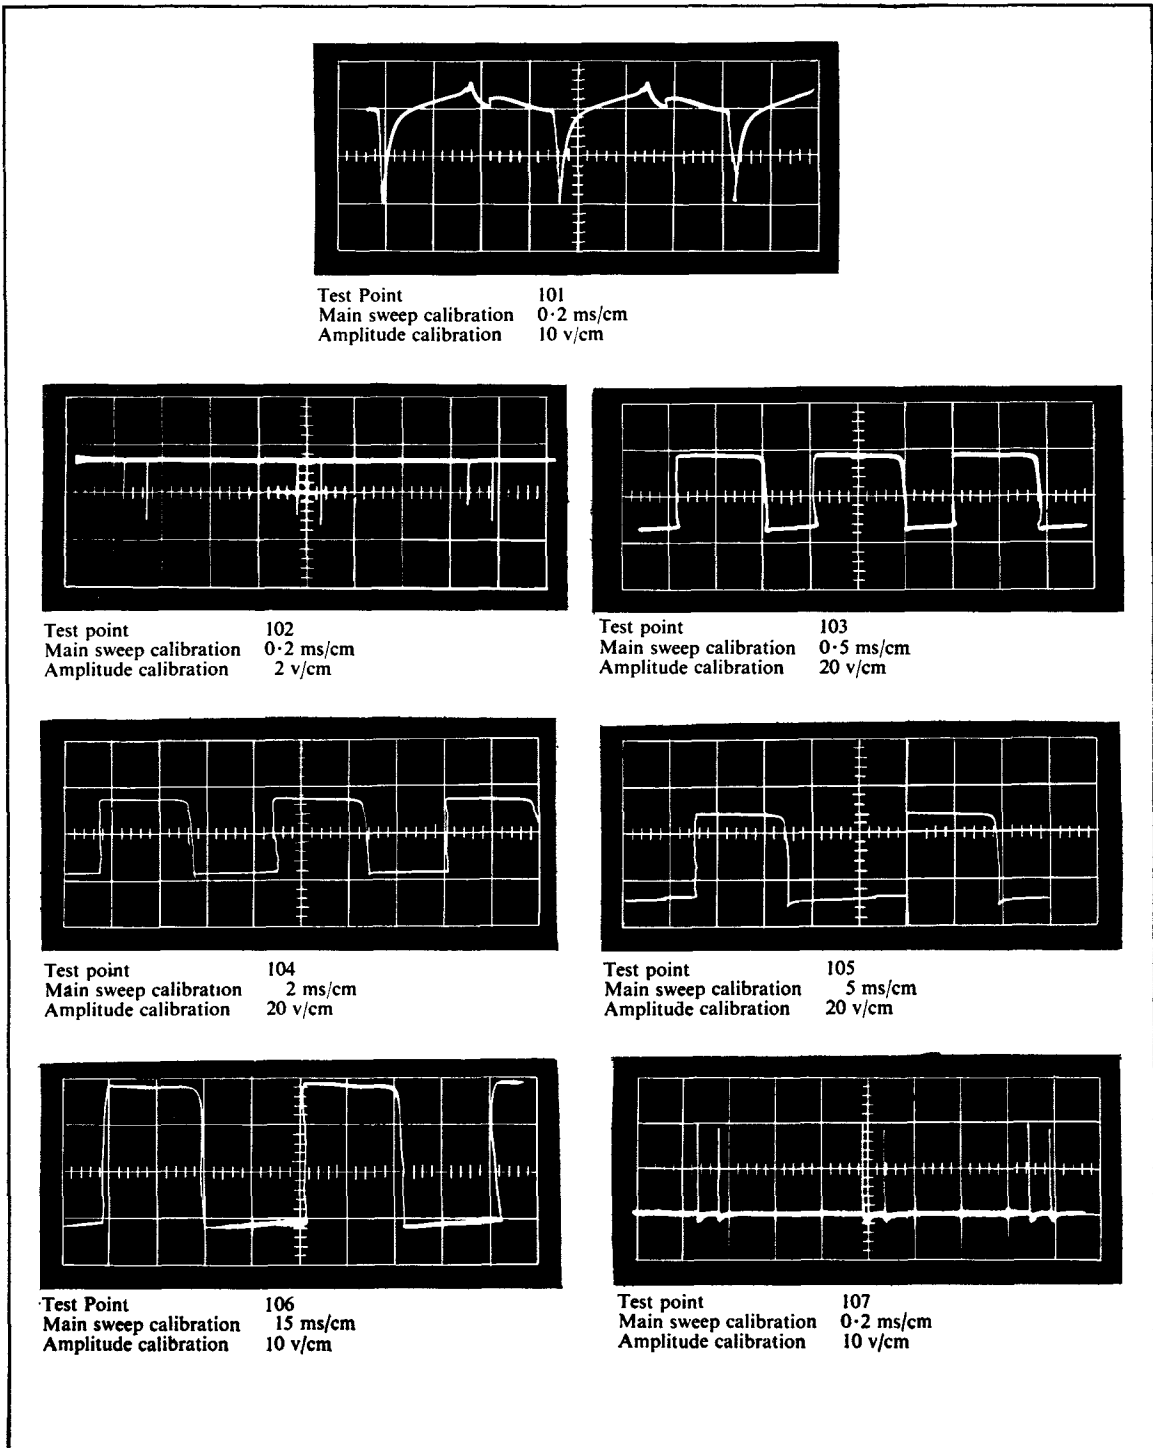 Test Point 101
Main sweep calibration 0·2 ms/cm
Amplitude calibration 10 v/cm
Test point 102
Main sweep calibration 0·2 ms/cm
Amplitude calibration 2 v/cm
Test point 103
Main sweep calibration 0·5 ms/cm
Amplitude calibration 20 v/cm
Test point 104
Main sweep calibration 2 ms/cm
Amplitude calibration 20 v/cm
Test point 105
Main sweep calibration 5 ms/cm
Amplitude calibration 20 v/cm
Test Point 106
Main sweep calibration 15 ms/cm
Amplitude calibration 10 v/cm
Test point 107
Main sweep calibration 0·2 ms/cm
Amplitude calibration 10 v/cm